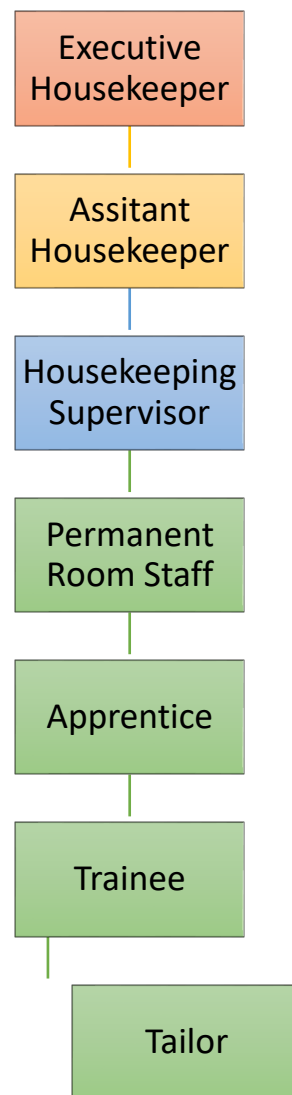 Executive
Housekeeper
Assitant
Housekeeper
Housekeeping
Supervisor
Permanent
Room Staff
Apprentice
Trainee
Tailor